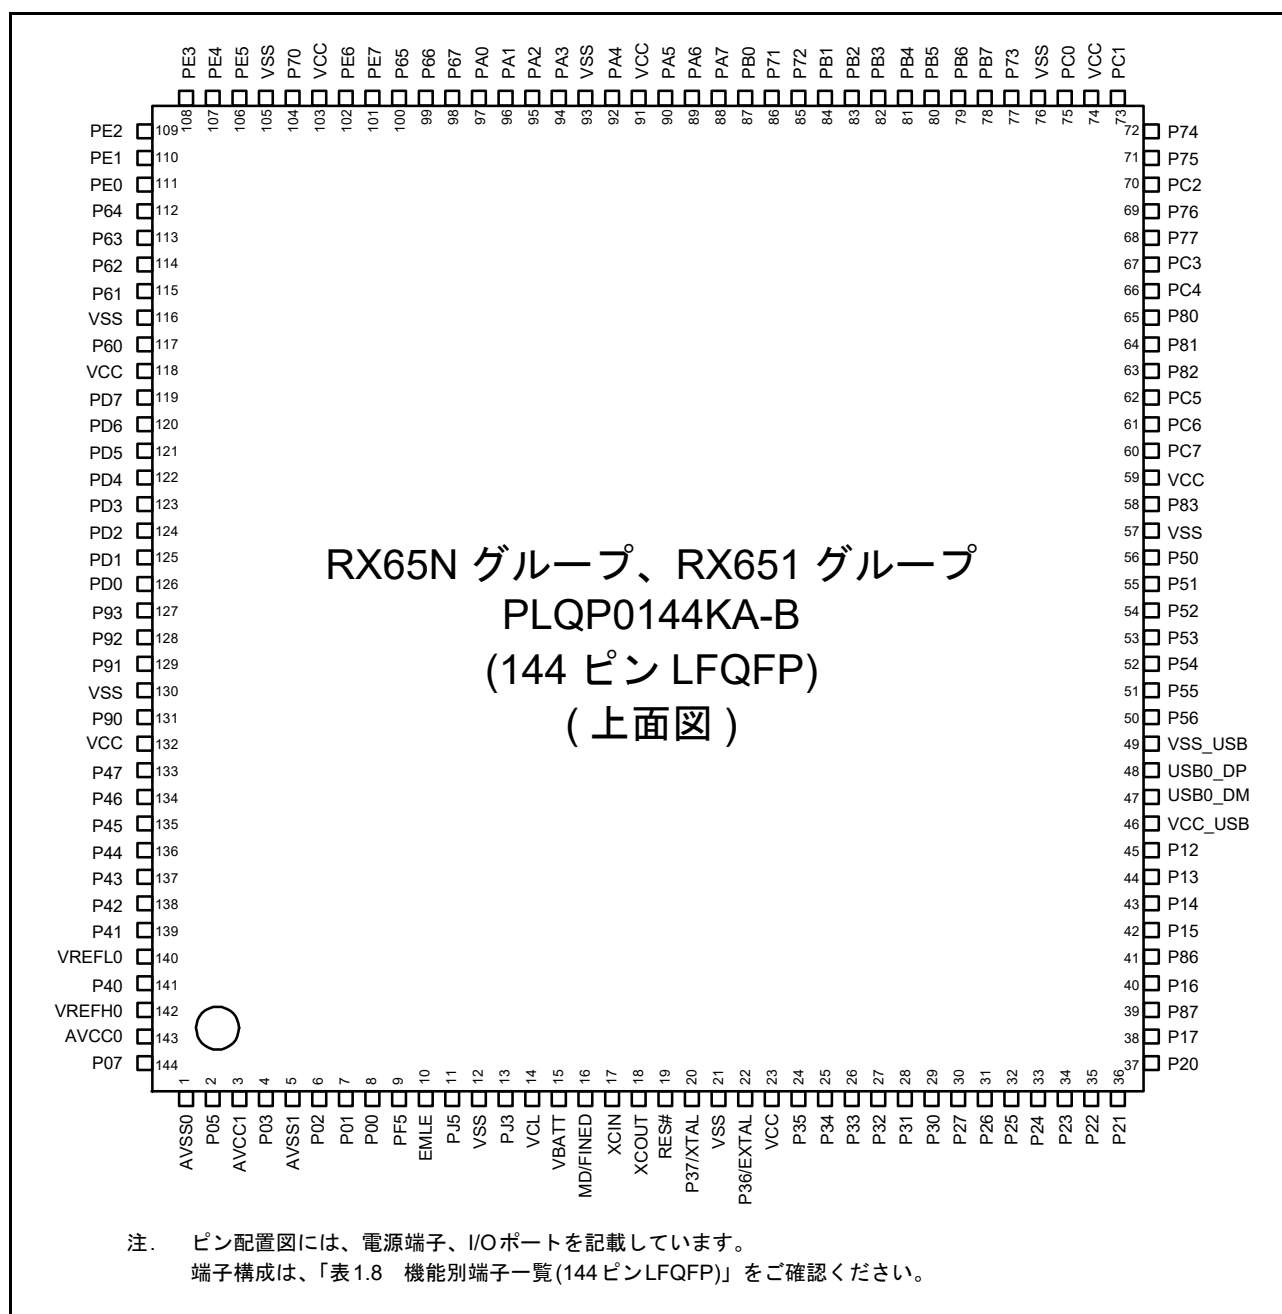 PE3 PE4 PE5 VSS P70 VCC PE6 PE7 P65 P66 P67 PA0 PA1 PA2 PA3 VSS PA4 VCC PA5 PA6 PA7 PB0 P71 P72 PB1 PB2 PB3 PB4 PB5 PB6 PB7 P73 VSS PC0 VCC PC1
108 107 106 105 104 103 102 101 100 99 98 97 96 95 94 93 92 91 90 89 88 87 86 85 84 83 82 81 80 79 78 77 76 75 74 73
PE2 109 72 P74
PE1 110 71 P75
PE0 111 70 PC2
P64 112 69 P76
P63 113 68 P77
P62 114 67 PC3
P61 115 66 PC4
VSS 116 65 P80
P60 117 64 P81
VCC 118 63 P82
PD7 119 62 PC5
PD6 120 61 PC6
PD5 121 60 PC7
PD4 122 59 VCC
PD3 123 58 P83
PD2 124 57 VSS
PD1 125 56 P50
PD0 126 55 P51
P93 127 54 P52
P92 128 53 P53
P91 129 52 P54
VSS 130 51 P55
P90 131 50 P56
VCC 132 49 VSS_USB
P47 133 48 USB0_DP
P46 134 47 USB0_DM
P45 135 46 VCC_USB
P44 136 45 P12
P43 137 44 P13
P42 138 43 P14
P41 139 42 P15
VREFL0 140 41 P86
P40 141 40 P16
VREFH0 142 39 P87
AVCC0 143 38 P17
P07 144 37 P20
RX65N グループ、RX651 グループ
PLQP0144KA-B
(144 ピン LFQFP)
( 上面図 )
1 2 3 4 5 6 7 8 9 10 11 12 13 14 15 16 17 18 19 20 21 22 23 24 25 26 27 28 29 30 31 32 33 34 35 36
AVSS0 P05 AVCC1 P03 AVSS1 P02 P01 P00 PF5 EMLE PJ5 VSS PJ3 VCL VBATT MD/FINED XCIN XCOUT RES# P37/XTAL VSS P36/EXTAL VCC P35 P34 P33 P32 P31 P30 P27 P26 P25 P24 P23 P22 P21
注. ピン配置図には、電源端子、I/Oポートを記載しています。
端子構成は、「表1.8 機能別端子一覧(144ピンLFQFP)」をご確認ください。